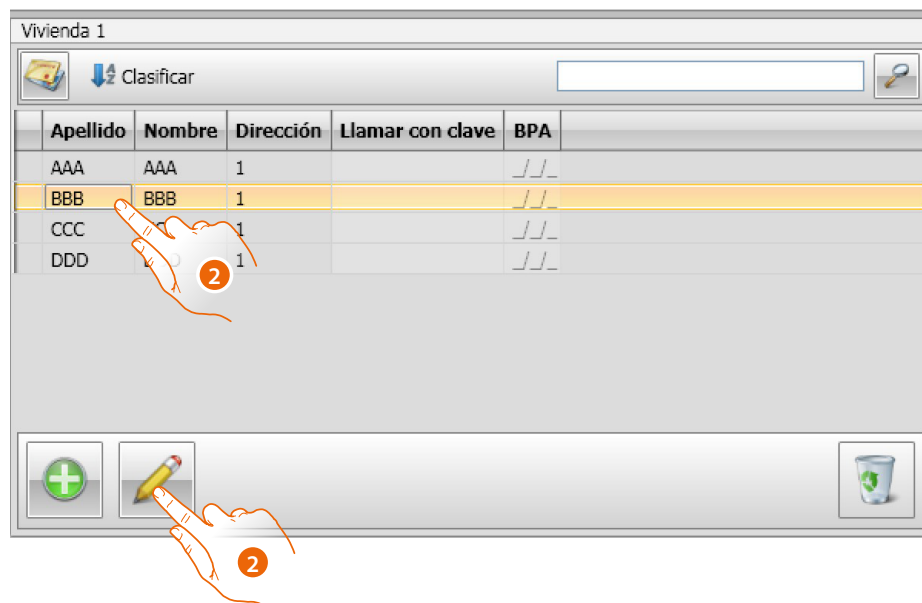 Vivienda 1
Clasificar
Apellido Nombre Dirección Llamar con clave BPA
AAA AAA 1 _/_/_
BBB BBB 1 _/_/_
CCC 1 _/_/_
DDD 1 _/_/_
2
2